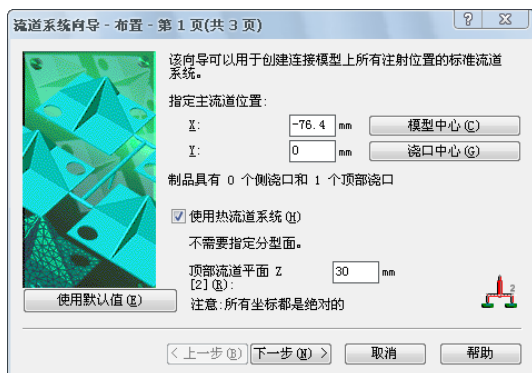 流道系统向导 - 布置 - 第 1 页(共 3 页)
该向导可以用于创建连接模型上所有注射位置的标准流道
系统。
指定主流道位置:
X: -76.4 mm 模型中心(C)
Y: 0 mm 浇口中心(G)
制品具有 0 个侧浇口和 1 个顶部浇口
使用热流道系统(H)
不需要指定分型面。
顶部流道平面 Z 30 mm
[2](R):
使用默认值(E) 注意:所有坐标都是绝对的
2
< 上一步(B) 下一步(N) > 取消 帮助